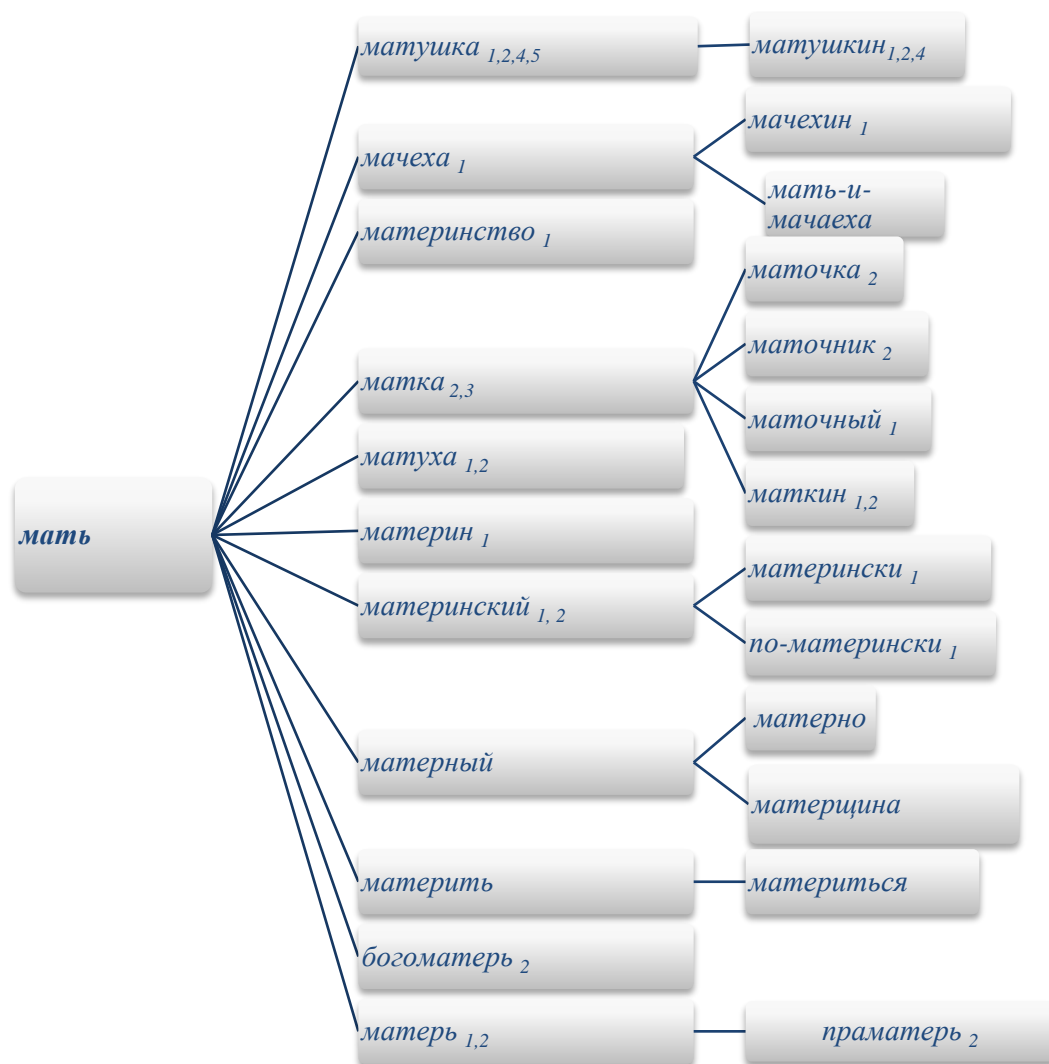 матушка 1,2,4,5
матушкин1,2,4
мачехин 1
мачеха 1
мать-и-
мачаеха
материнство 1
маточка 2
маточник 2
матка 2,3
маточный 1
матуха 1,2
маткин 1,2
мать
материн 1
матерински 1
материнский 1, 2
по-матерински 1
матерно
матерный
матерщина
материть
материться
богоматерь 2
матерь 1,2
праматерь 2